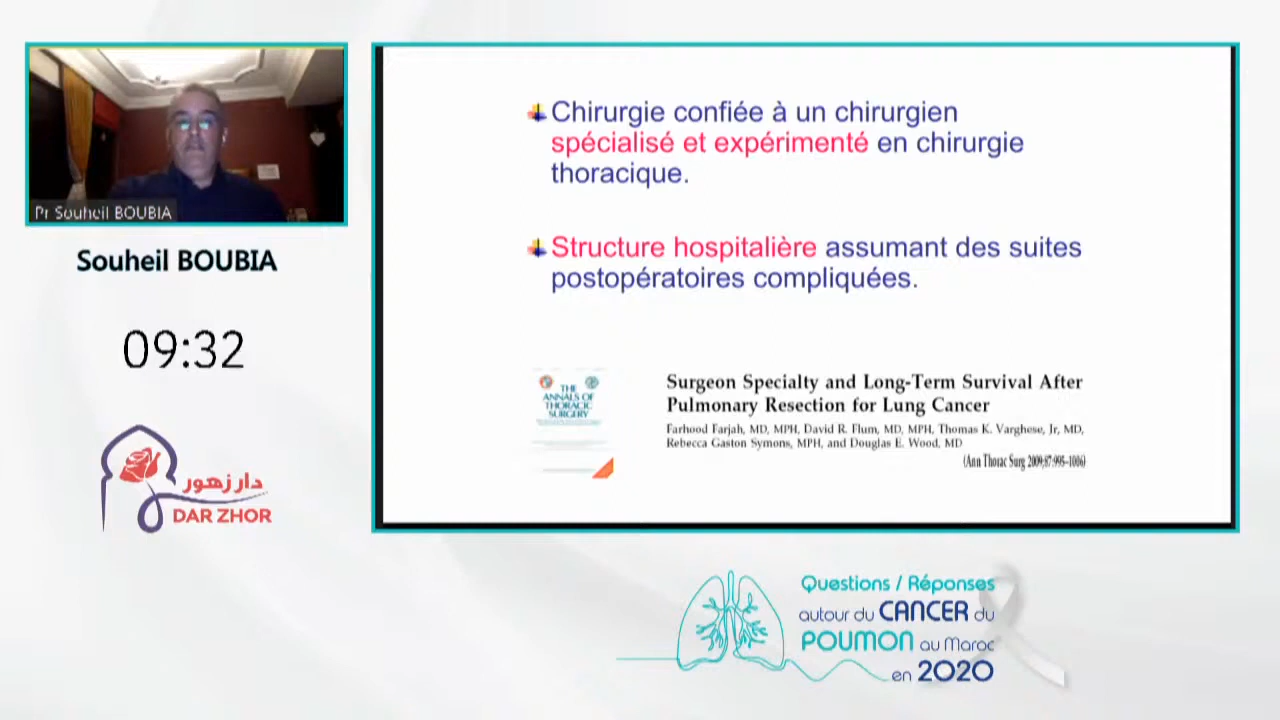 Pr Souheil BOUBIA
Souheil BOUBIA
09:32
دار زهور
DAR ZHOR
Chirurgie confiée à un chirurgien
spécialisé et expérimenté en chirurgie
thoracique.
Structure hospitalière assumant des suites
postopératoires compliquées.
THE
ANNALS OF
THORACIC
SURGERY
Surgeon Specialty and Long-Term Survival After
Pulmonary Resection for Lung Cancer
Farhood Farjah, MD, MPH, David R. Flum, MD, MPH, Thomas K. Varghese, Jr, MD,
Rebecca Gaston Symons, MPH, and Douglas E. Wood, MD
(Ann Thorac Surg 2009;87:995-1006)
Questions / Réponses
autour du CANCER du
POUMON au Maroc
en 2020